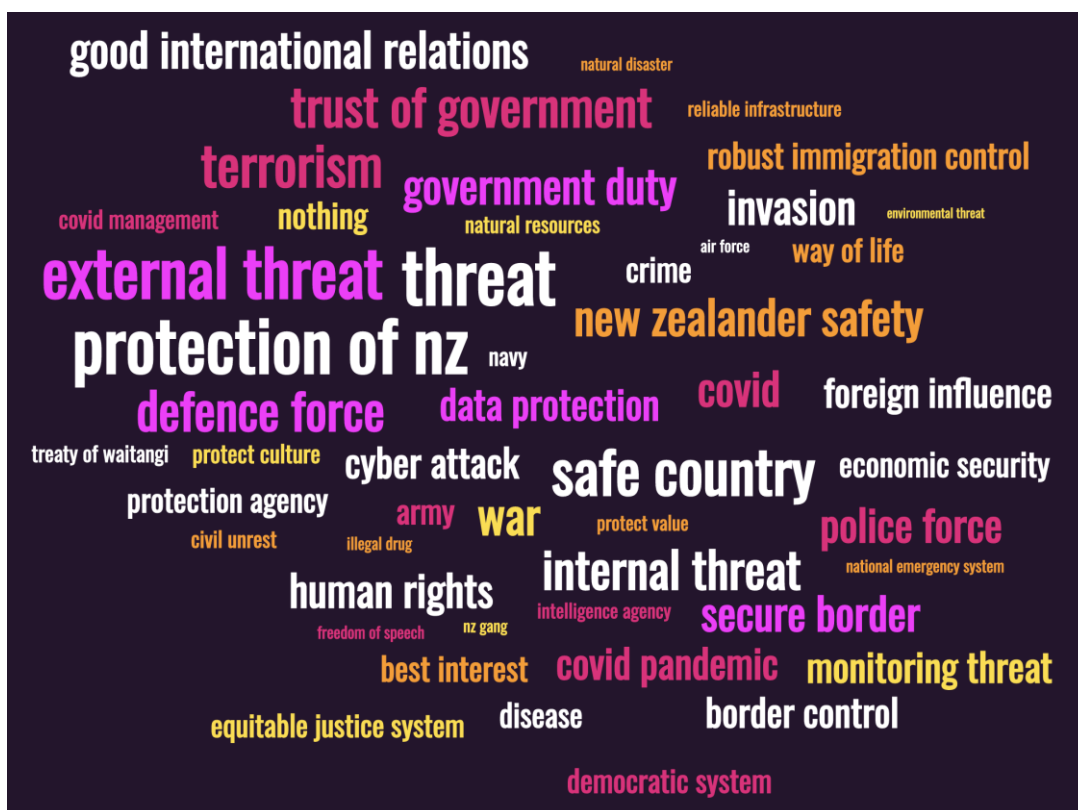 good international relations
natural disaster
trust of government
reliable infrastructure
terrorism
robust immigration control
government duty
invasion
covid management
nothing
natural resources
environmental threat
air force
way of life
external threat
threat
crime
new zealander safety
protection of nz
navy
covid
foreign influence
defence force
data protection
treaty of waitangi
protect culture
cyber attack
safe country
economic security
protection agency
army
war
protect value
police force
civil unrest
illegal drug
internal threat
national emergency system
human rights
intelligence agency
secure border
freedom of speech
nz gang
best interest
covid pandemic
monitoring threat
equitable justice system
disease
border control
democratic system